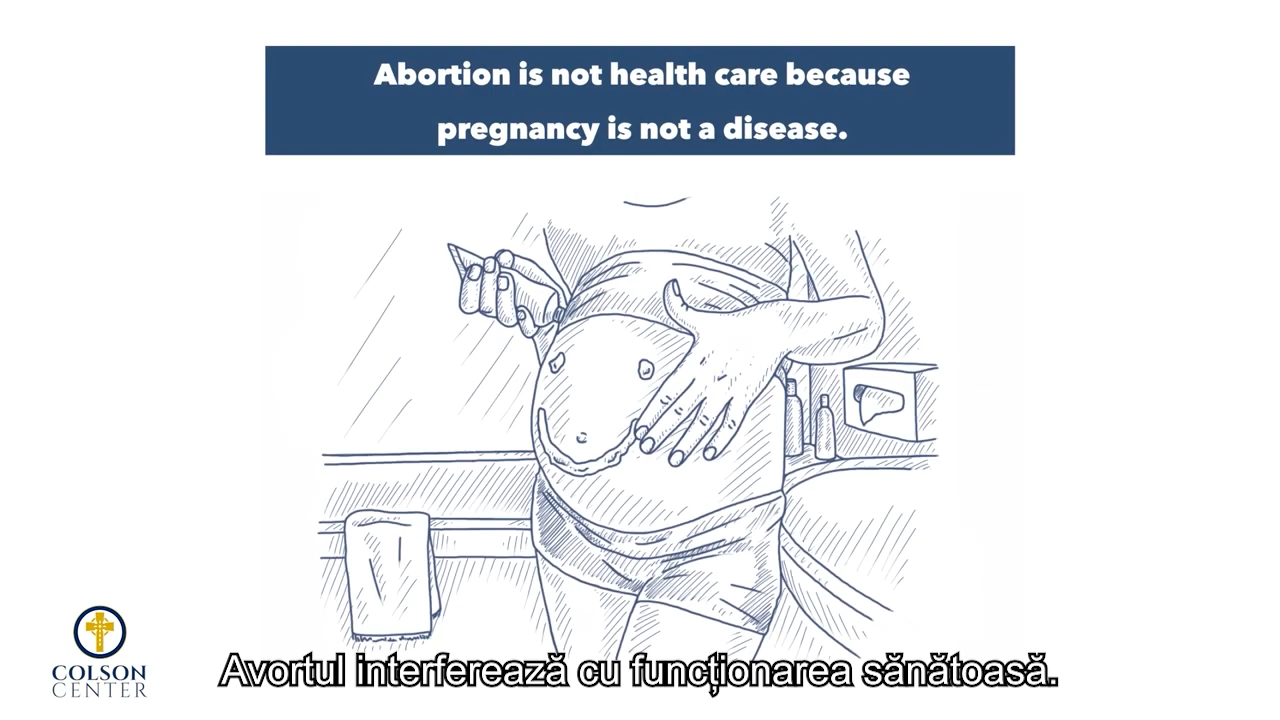 Abortion is not health care because
pregnancy is not a disease.
COLSON
CENTER
Avortul interferează cu funcționarea sănătoasă.